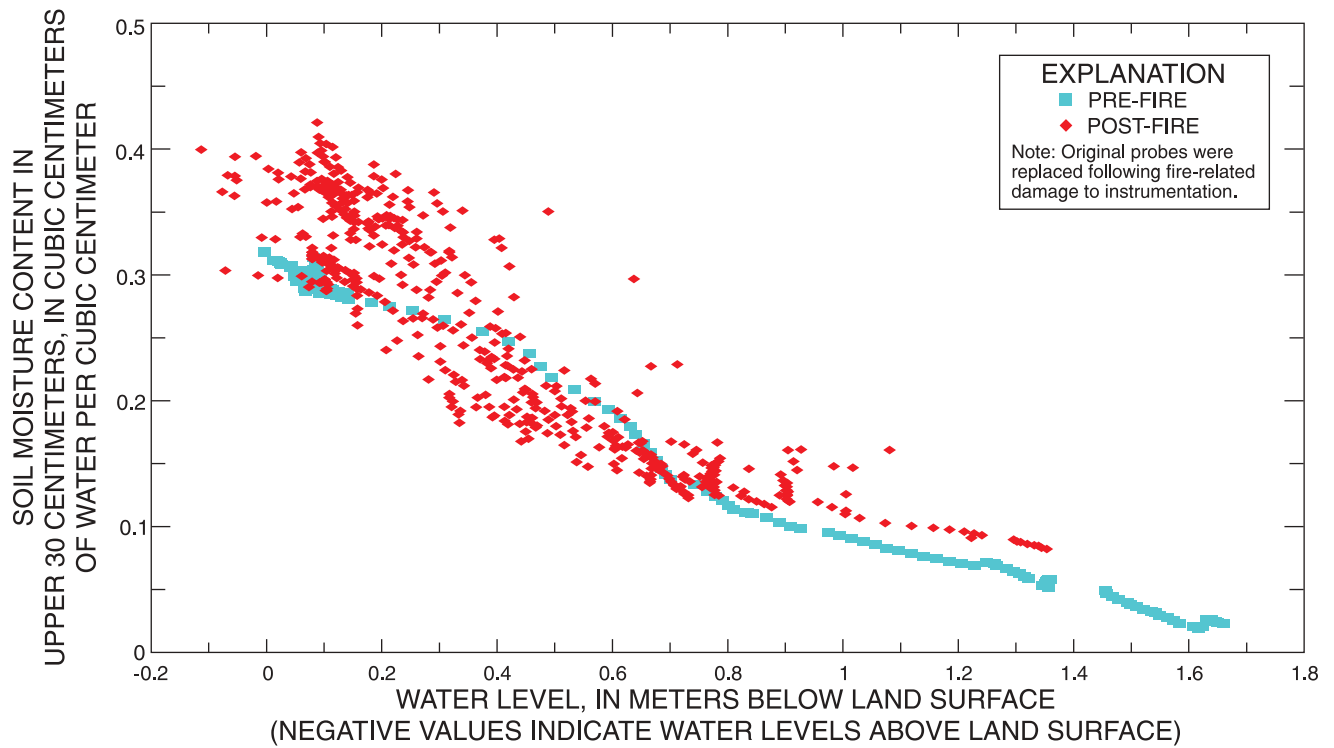 SOIL MOISTURE CONTENT IN
UPPER 30 CENTIMETERS, IN CUBIC CENTIMETERS
OF WATER PER CUBIC CENTIMETER
0.5
0.4
0.3
0.2
0.1
0
EXPLANATION
PRE-FIRE
POST-FIRE
Note: Original probes were
replaced following fire-related
damage to instrumentation.
-0.2 0 0.2 0.4 0.6 0.8 1 1.2 1.4 1.6 1.8
WATER LEVEL, IN METERS BELOW LAND SURFACE
(NEGATIVE VALUES INDICATE WATER LEVELS ABOVE LAND SURFACE)